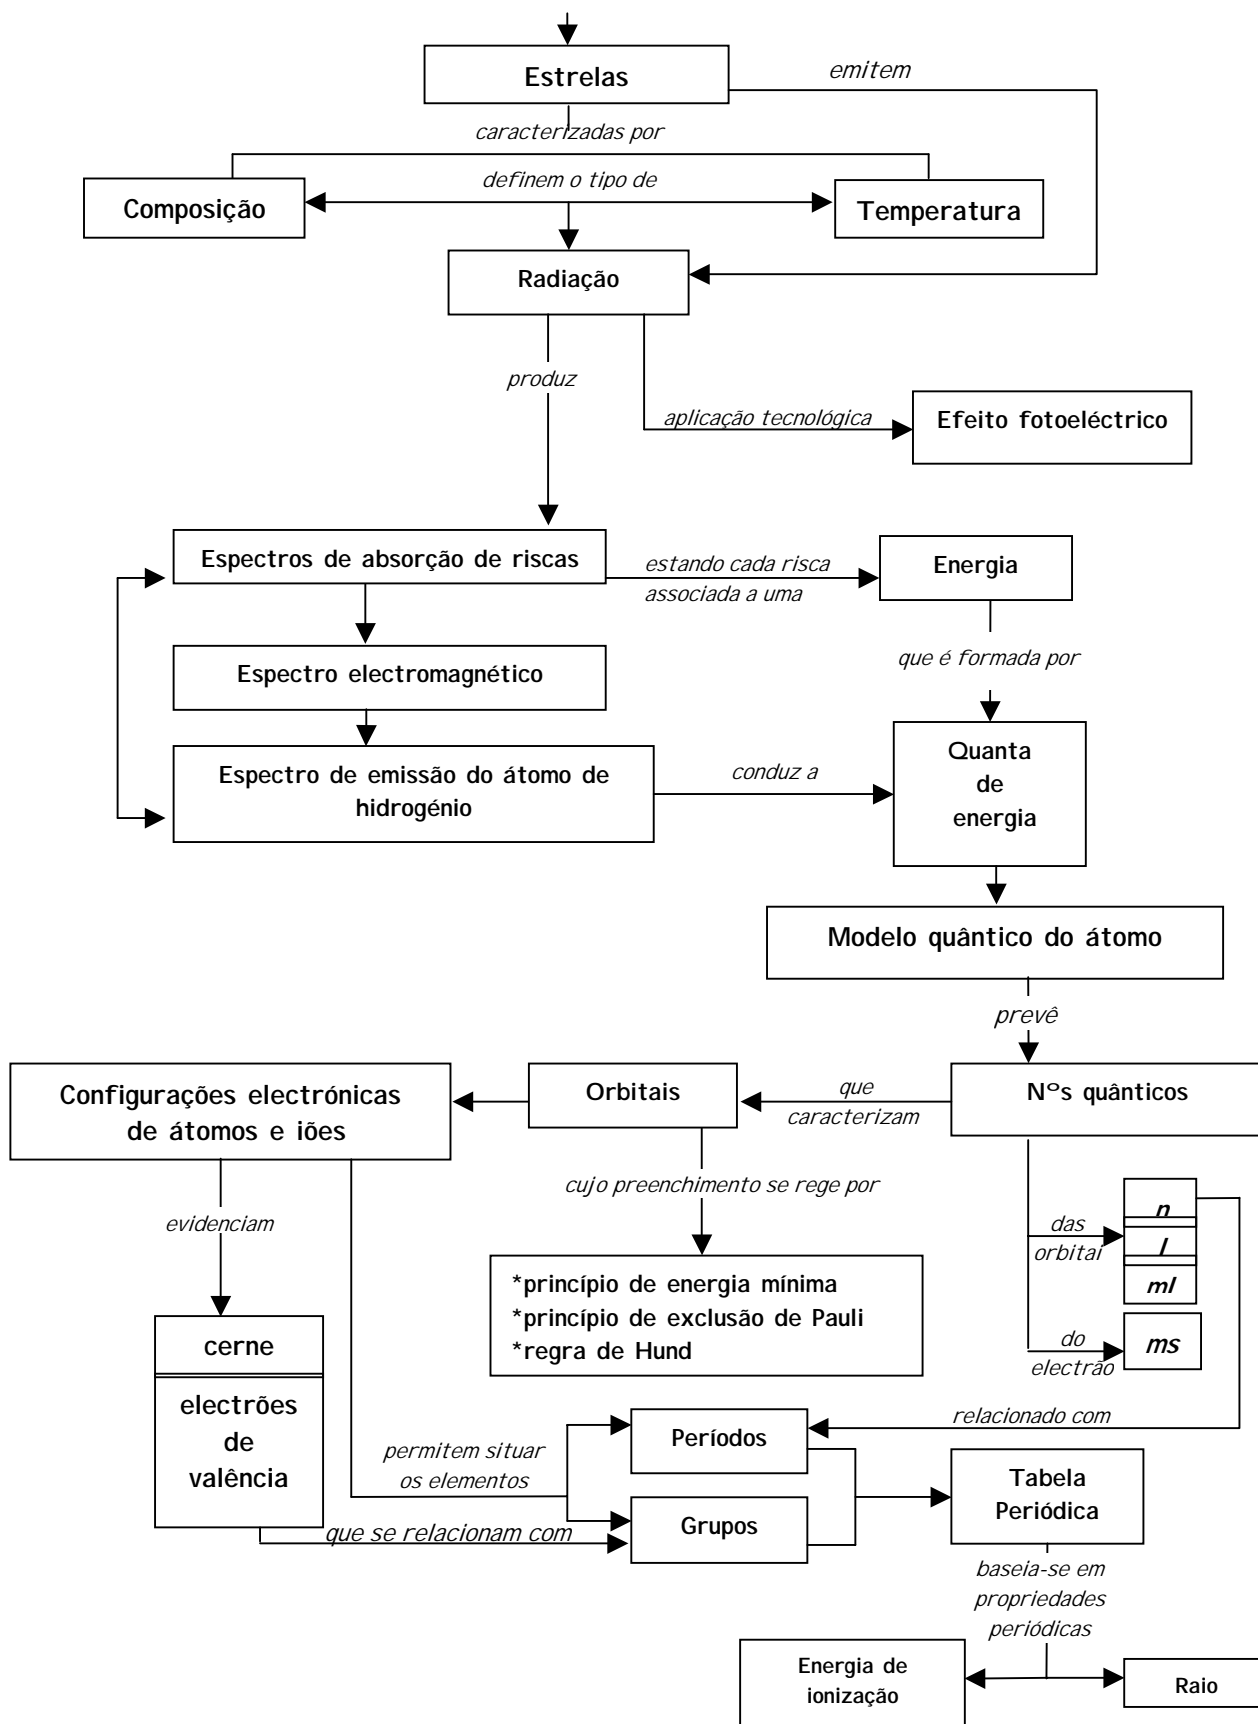 Estrelas
emitem
caracterizadas por
definem o tipo de
Composição
Temperatura
Radiação
produz
aplicação tecnológica
Efeito fotoeléctrico
Espectros de absorção de riscas
estando cada risca
associada a uma
Energia
Espectro electromagnético
que é formada por
Espectro de emissão do átomo de
hidrogénio
conduz a
Quanta
de
energia
Modelo quântico do átomo
prevê
Configurações electrónicas
de átomos e iões
Orbitais
que
caracterizam
Nºs quânticos
evidenciam
cujo preenchimento se rege por
das
orbitai
n
l
ml
*princípio de energia mínima
*princípio de exclusão de Pauli
*regra de Hund
do
electrão
ms
cerne
electrões
de
valência
permitem situar
os elementos
Períodos
relacionado com
Grupos
Tabela
Periódica
que se relacionam com
baseia-se em
propriedades
periódicas
Energia de
ionização
Raio